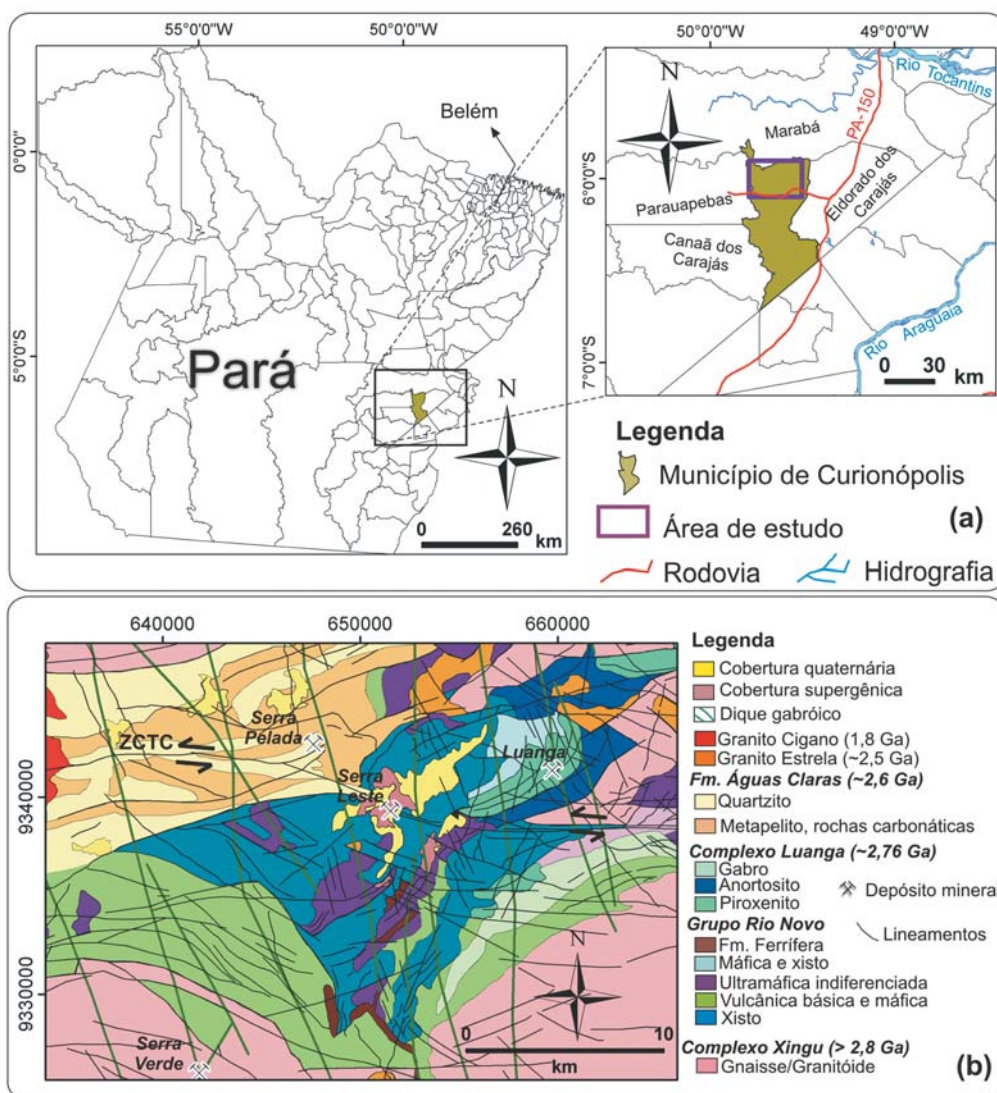 55°0'0"W
50°0'0"W
0°0'0"
5°0'0"S
Belém
Pará
N
0 260
km
50°0'0"W
49°0'0"W
6°0'0"S
7°0'0"S
N
Rio Tocantins
PA-150
Marabá
Eldorado dos Carajás
Parauapebas
Canaã dos
Carajás
Rio Araguaia
0 30
km
Legenda
Município de Curionópolis
Área de estudo
Rodovia
Hidrografia
(a)
640000
650000
660000
9340000
9330000
Serra
Pelada
ZCTC
Luanga
Serra
Leste
Serra
Verde
N
0 10
km
Legenda
Cobertura quaternária
Cobertura supergênica
Dique gabróico
Granito Cigano (1,8 Ga)
Granito Estrela (~2,5 Ga)
Fm. Águas Claras (~2,6 Ga)
Quartzito
Metapelito, rochas carbonáticas
Complexo Luanga (~2,76 Ga)
Gabro
Anortosito
Piroxenito
Depósito mineral
Lineamentos
Grupo Rio Novo
Fm. Ferrífera
Máfica e xisto
Ultramáfica indiferenciada
Vulcânica básica e máfica
Xisto
Complexo Xingu (> 2,8 Ga)
Gnaisse/Granitóide
(b)